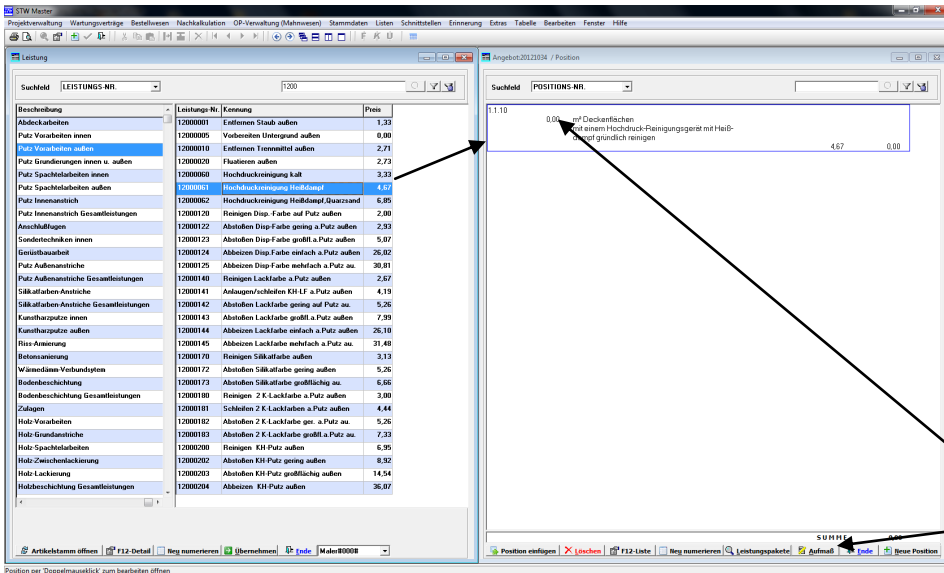 STW Master
Projektverwaltung Wartungsverträge Bestellwesen Nachkalkulation OP-Verwaltung (Mahnwesen) Stammdaten Listen Schnittstellen Erinnerung Extras Tabelle Bearbeiten Fenster Hilfe
F K U
Leistung
Suchfeld LEISTUNGS-NR. 1200
Beschreibung Leistungs-Nr. Kennung Preis
Abdeckarbeiten 12000001 Entfernen Staub außen 1,33
Putz Vorarbeiten innen 12000005 Vorbereiten Untergrund außen 0,00
Putz Vorarbeiten außen 12000010 Entfernen Trennmittel außen 2,71
Putz Grundierungen innen u. außen 12000020 Fluatieren außen 2,73
Putz Spachtelarbeiten innen 12000060 Hochdruckreinigung kalt 3,33
Putz Spachtelarbeiten außen 12000061 Hochdruckreinigung Heißdampf 4,67
Putz Innenanstrich 12000062 Hochdruckreinigung Heißdampf,Quarzsand 6,85
Putz Innenanstrich Gesamtleistungen 12000120 Reinigen Disp.-Farbe auf Putz außen 2,00
Anschlußfugen 12000122 Abstoßen Disp-Farbe gering a.Putz außen 2,93
Sondertechniken innen 12000123 Abstoßen Disp-Farbe großfl.a.Putz außen 5,07
Gerüstbauarbeit 12000124 Abbeizen Disp-Farbe einfach a.Putz außen 26,02
Putz Außenanstriche 12000125 Abbeizen Disp-Farbe mehrfach a.Putz au. 30,81
Putz Außenanstriche Gesamtleistungen 12000140 Reinigen Lackfarbe a.Putz außen 2,67
Silikatfarben-Anstriche 12000141 Anlaugen/schleifen KH-LF a.Putz außen 4,19
Silikatfarben-Anstriche Gesamtleistungen 12000142 Abstoßen Lackfarbe gering auf Putz au. 5,26
Kunstharzputze innen 12000143 Abstoßen Lackfarbe großfl.a.Putz außen 7,99
Kunstharzputze außen 12000144 Abbeizen Lackfarbe einfach a.Putz außen 26,10
Riss-Armierung 12000145 Abbeizen Lackfarbe mehrfach a.Putz au. 31,48
Betonsanierung 12000170 Reinigen Silikatfarbe außen 3,13
Wärmedämm-Verbundsytem 12000172 Abstoßen Silikatfarbe gering außen 5,26
Bodenbeschichtung 12000173 Abstoßen Silikatfarbe großflächig au. 6,66
Bodenbeschichtung Gesamtleistungen 12000180 Reinigen 2 K-Lackfarbe a.Putz außen 3,00
Zulagen 12000181 Schleifen 2 K-Lackfarben a.Putz außen 4,44
Holz-Vorarbeiten 12000182 Abstoßen 2 K-Lackfarbe ger. a.Putz au. 5,26
Holz-Grundanstriche 12000183 Abstoßen 2 K-Lackfarbe großfl.a.Putz au. 7,33
Holz-Spachtelarbeiten 12000200 Reinigen KH-Putz außen 6,95
Holz-Zwischenlackierung 12000202 Abstoßen KH-Putz gering außen 8,92
Holz-Lackierung 12000203 Abstoßen KH-Putz großflächig außen 14,54
Holzbeschichtung Gesamtleistungen 12000204 Abbeizen KH-Putz außen 36,07
Artikelstamm öffnen F12-Detail Neu numerieren Übernehmen Ende Maler#000#
Angebot:20121034 / Position
Suchfeld POSITIONS-NR.
1.1.10
0,00 m² Deckenflächen
mit einem Hochdruck-Reinigungsgerät mit Heiß-
dampf gründlich reinigen
4,67 0,00
SUMME 0,00
Position einfügen Löschen F12-Liste Neu numerieren Leistungspakete Aufmaß Ende Neue Position
Position per 'Doppelmauseklick' zum bearbeiten öffnen